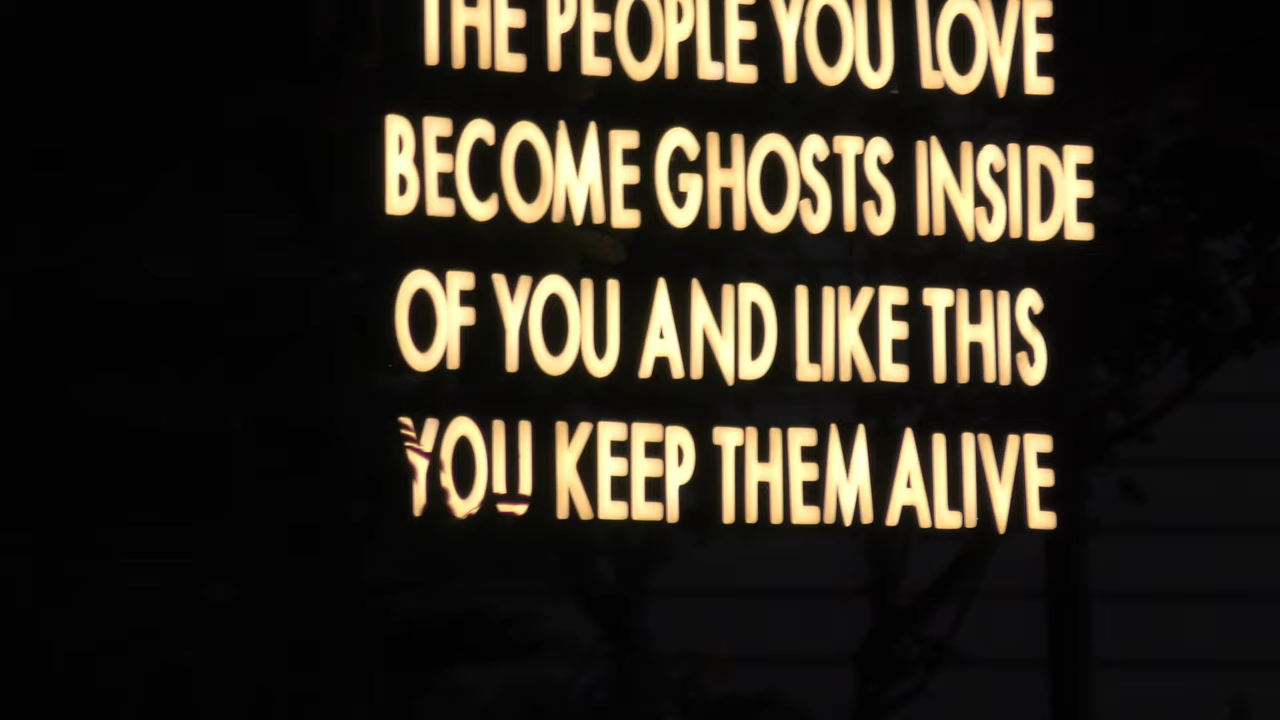 THE PEOPLE YOU LOVE
BECOME GHOSTS INSIDE
OF YOU AND LIKE THIS
YOU KEEP THEM ALIVE